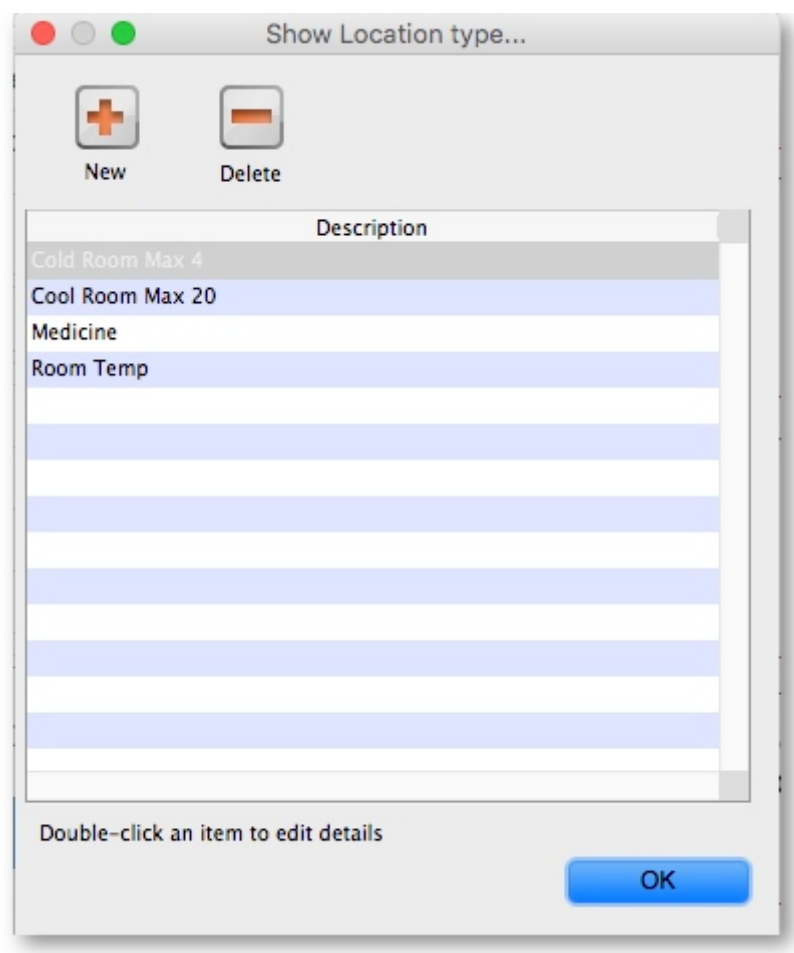 Show Location type...
New Delete
Description
Cold Room Max 4
Cool Room Max 20
Medicine
Room Temp
Double-click an item to edit details
OK